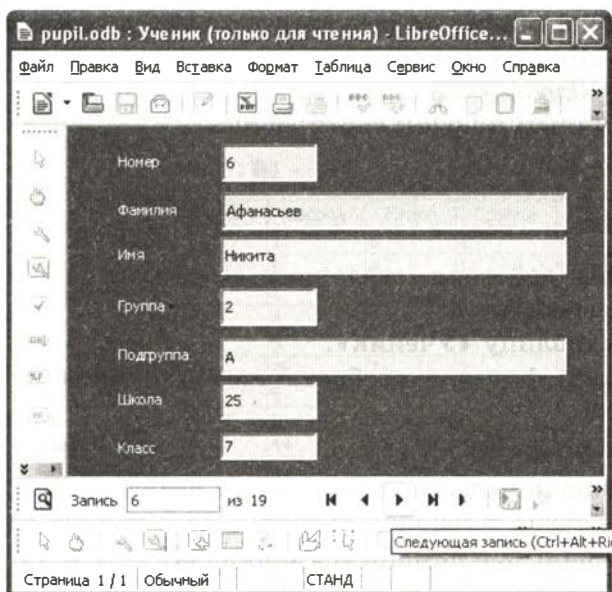 pupil.odb : Ученик (только для чтения) - LibreOffice...
Файл Правка Вид Вставка Формат Таблица Сервис Окно Справка
Номер 6
Фамилия Афанасьев
Имя Никита
Группа 2
Подгруппа А
Школа 25
Класс 7
Запись 6 из 19
Следующая запись (Ctrl+Alt+Ri
Страница 1 / 1 Обычный СТАНД